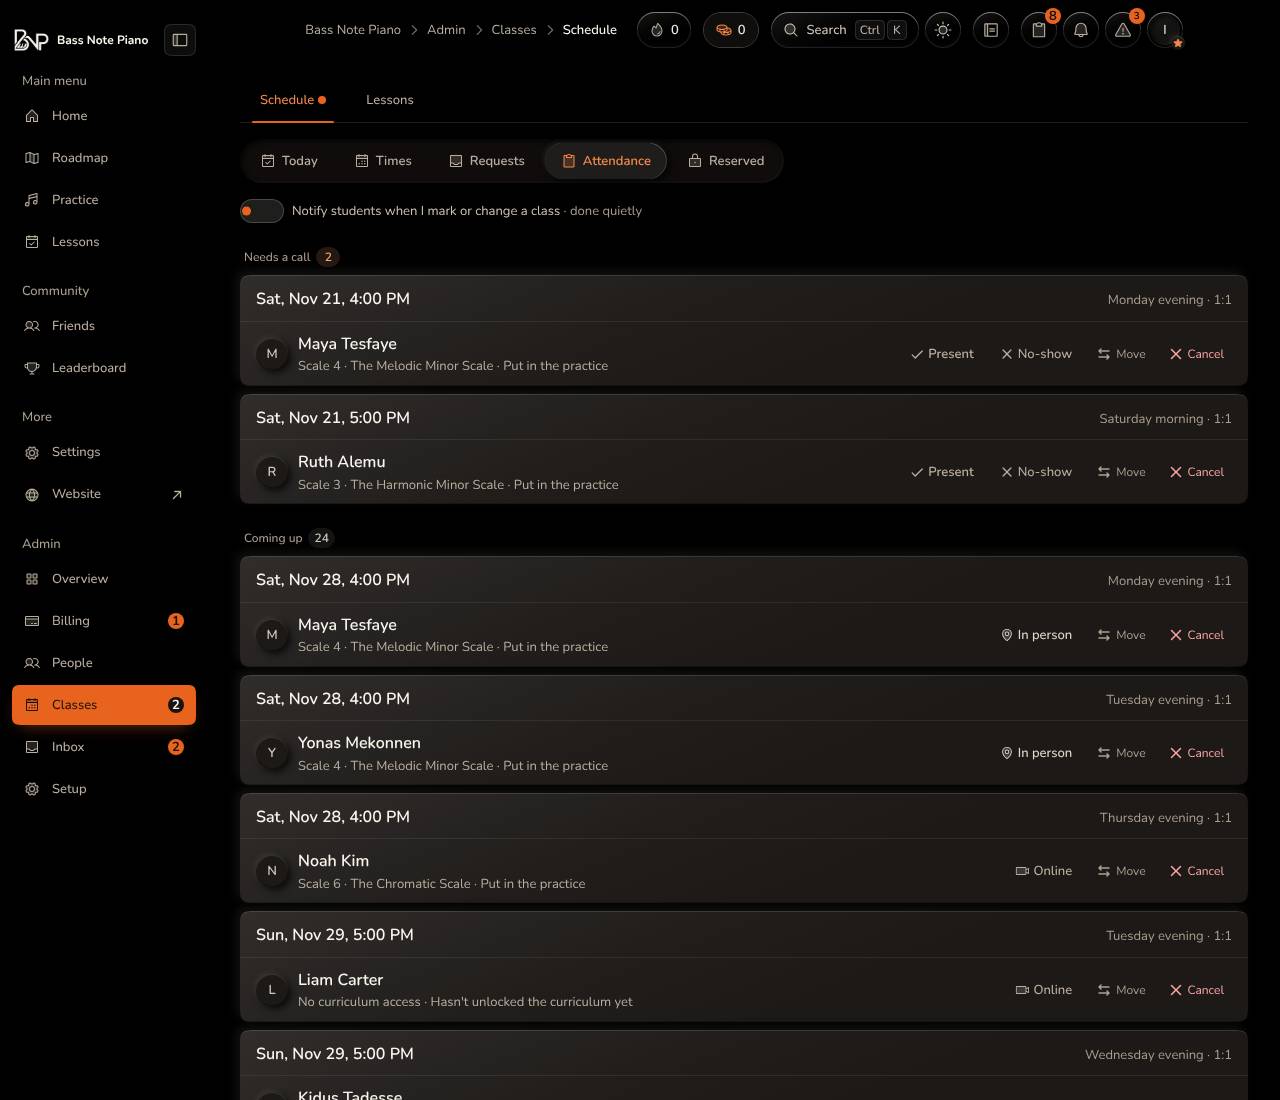 BNP Bass Note Piano
Bass Note Piano > Admin > Classes > Schedule
0
0
Search Ctrl K
8
3
I
Main menu
Home
Roadmap
Practice
Lessons
Community
Friends
Leaderboard
More
Settings
Website
Admin
Overview
Billing 1
People
Classes 2
Inbox 2
Setup
Schedule Lessons
Today Times Requests Attendance Reserved
Notify students when I mark or change a class · done quietly
Needs a call 2
Sat, Nov 21, 4:00 PM Monday evening · 1:1
M Maya Tesfaye
Scale 4 · The Melodic Minor Scale · Put in the practice
Present No-show Move Cancel
Sat, Nov 21, 5:00 PM Saturday morning · 1:1
R Ruth Alemu
Scale 3 · The Harmonic Minor Scale · Put in the practice
Present No-show Move Cancel
Coming up 24
Sat, Nov 28, 4:00 PM Monday evening · 1:1
M Maya Tesfaye
Scale 4 · The Melodic Minor Scale · Put in the practice
In person Move Cancel
Sat, Nov 28, 4:00 PM Tuesday evening · 1:1
Y Yonas Mekonnen
Scale 4 · The Melodic Minor Scale · Put in the practice
In person Move Cancel
Sat, Nov 28, 4:00 PM Thursday evening · 1:1
N Noah Kim
Scale 6 · The Chromatic Scale · Put in the practice
Online Move Cancel
Sun, Nov 29, 5:00 PM Tuesday evening · 1:1
L Liam Carter
No curriculum access · Hasn't unlocked the curriculum yet
Online Move Cancel
Sun, Nov 29, 5:00 PM Wednesday evening · 1:1
Kidus Tadesse